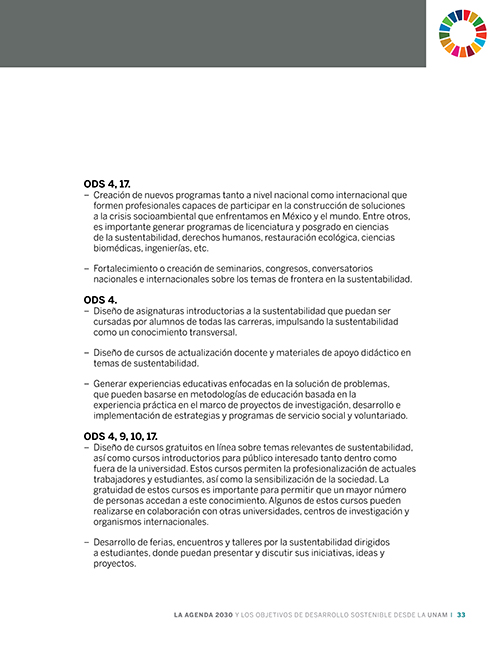 ODS 4, 17.
– Creación de nuevos programas tanto a nivel nacional como internacional que
formen profesionales capaces de participar en la construcción de soluciones
a la crisis socioambiental que enfrentamos en México y el mundo. Entre otros,
es importante generar programas de licenciatura y posgrado en ciencias
de la sustentabilidad, derechos humanos, restauración ecológica, ciencias
biomédicas, ingenierías, etc.
– Fortalecimiento o creación de seminarios, congresos, conversatorios
nacionales e internacionales sobre los temas de frontera en la sustentabilidad.
ODS 4.
– Diseño de asignaturas introductorias a la sustentabilidad que puedan ser
cursadas por alumnos de todas las carreras, impulsando la sustentabilidad
como un conocimiento transversal.
– Diseño de cursos de actualización docente y materiales de apoyo didáctico en
temas de sustentabilidad.
– Generar experiencias educativas enfocadas en la solución de problemas,
que pueden basarse en metodologías de educación basada en la
experiencia práctica en el marco de proyectos de investigación, desarrollo e
implementación de estrategias y programas de servicio social y voluntariado.
ODS 4, 9, 10, 17.
– Diseño de cursos gratuitos en línea sobre temas relevantes de sustentabilidad,
así como cursos introductorios para público interesado tanto dentro como
fuera de la universidad. Estos cursos permiten la profesionalización de actuales
trabajadores y estudiantes, así como la sensibilización de la sociedad. La
gratuidad de estos cursos es importante para permitir que un mayor número
de personas accedan a este conocimiento. Algunos de estos cursos pueden
realizarse en colaboración con otras universidades, centros de investigación y
organismos internacionales.
– Desarrollo de ferias, encuentros y talleres por la sustentabilidad dirigidos
a estudiantes, donde puedan presentar y discutir sus iniciativas, ideas y
proyectos.
LA AGENDA 2030 Y LOS OBJETIVOS DE DESARROLLO SOSTENIBLE DESDE LA UNAM | 33